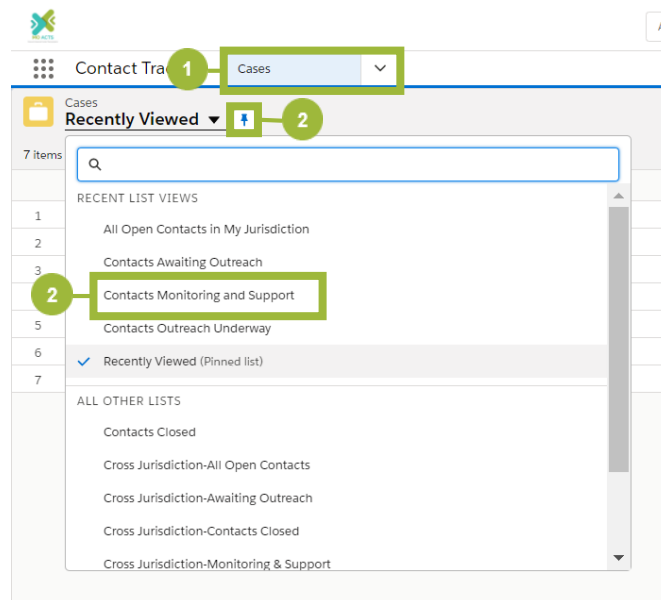 A
Contact Tra
1
Cases
Cases
Recently Viewed
2
7 items
RECENT LIST VIEWS
1
All Open Contacts in My Jurisdiction
2
Contacts Awaiting Outreach
3
2
Contacts Monitoring and Support
5
Contacts Outreach Underway
6
Recently Viewed (Pinned list)
7
ALL OTHER LISTS
Contacts Closed
Cross Jurisdiction-All Open Contacts
Cross Jurisdiction-Awaiting Outreach
Cross Jurisdiction-Contacts Closed
Cross Jurisdiction-Monitoring & Support